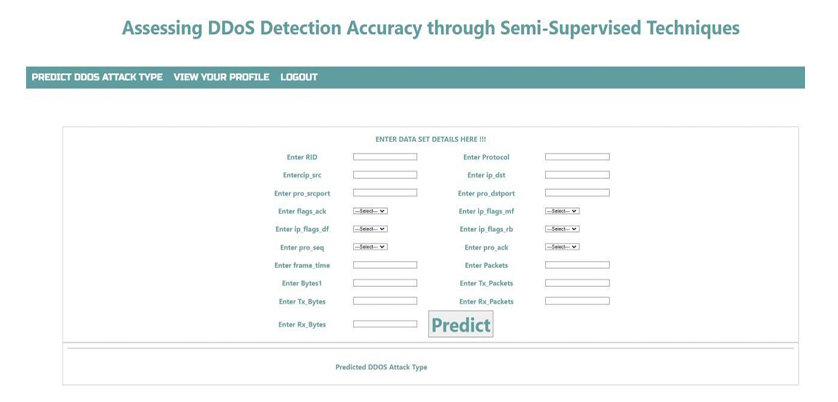 Assessing DDoS Detection Accuracy through Semi-Supervised Techniques
PREDICT DDOS ATTACK TYPE VIEW YOUR PROFILE LOGOUT
ENTER DATA SET DETAILS HERE !!!
Enter RID Enter Protocol
Entercip_src Enter ip_dst
Enter pro_srcport Enter pro_dstport
Enter flags_ack ---Select--- Enter ip_flags_mf ---Select---
Enter ip_flags_df ---Select--- Enter ip_flags_rb ---Select---
Enter pro_seq ---Select--- Enter pro_ack ---Select---
Enter frame_time Enter Packets
Enter Bytes1 Enter Tx_Packets
Enter Tx_Bytes Enter Rx_Packets
Enter Rx_Bytes Predict
Predicted DDOS Attack Type